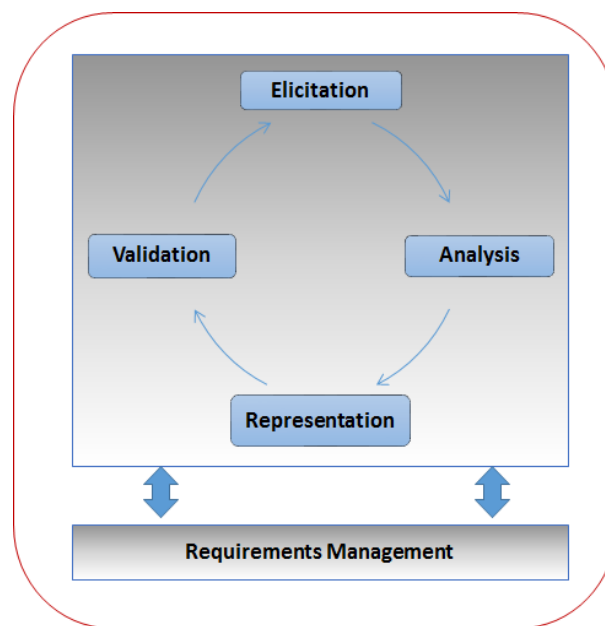 Elicitation
Validation
Analysis
Representation
Requirements Management